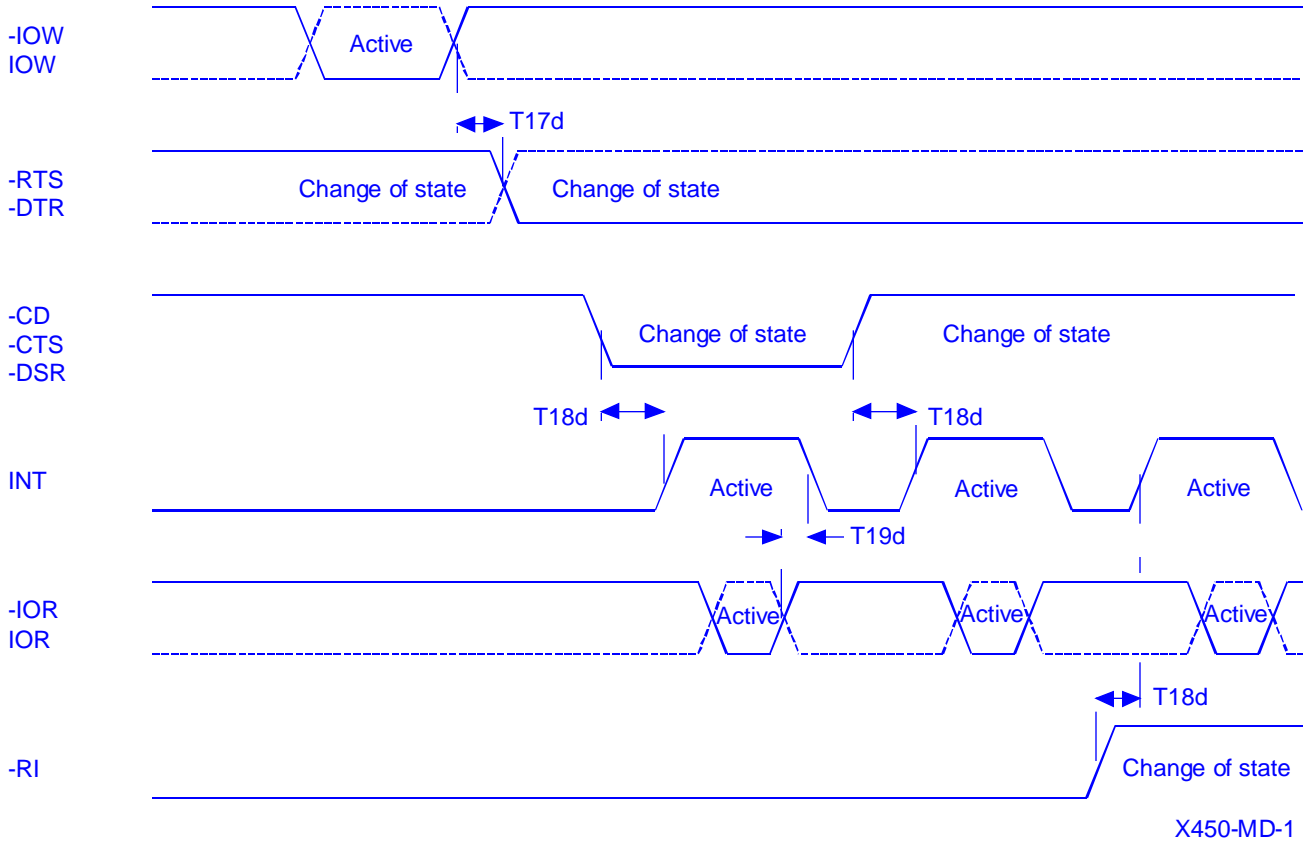 -IOW
IOW
Active
T17d
-RTS
-DTR
Change of state
Change of state
-CD
-CTS
-DSR
Change of state
Change of state
T18d
T18d
INT
Active
Active
Active
T19d
-IOR
IOR
Active
Active
Active
T18d
-RI
Change of state
X450-MD-1